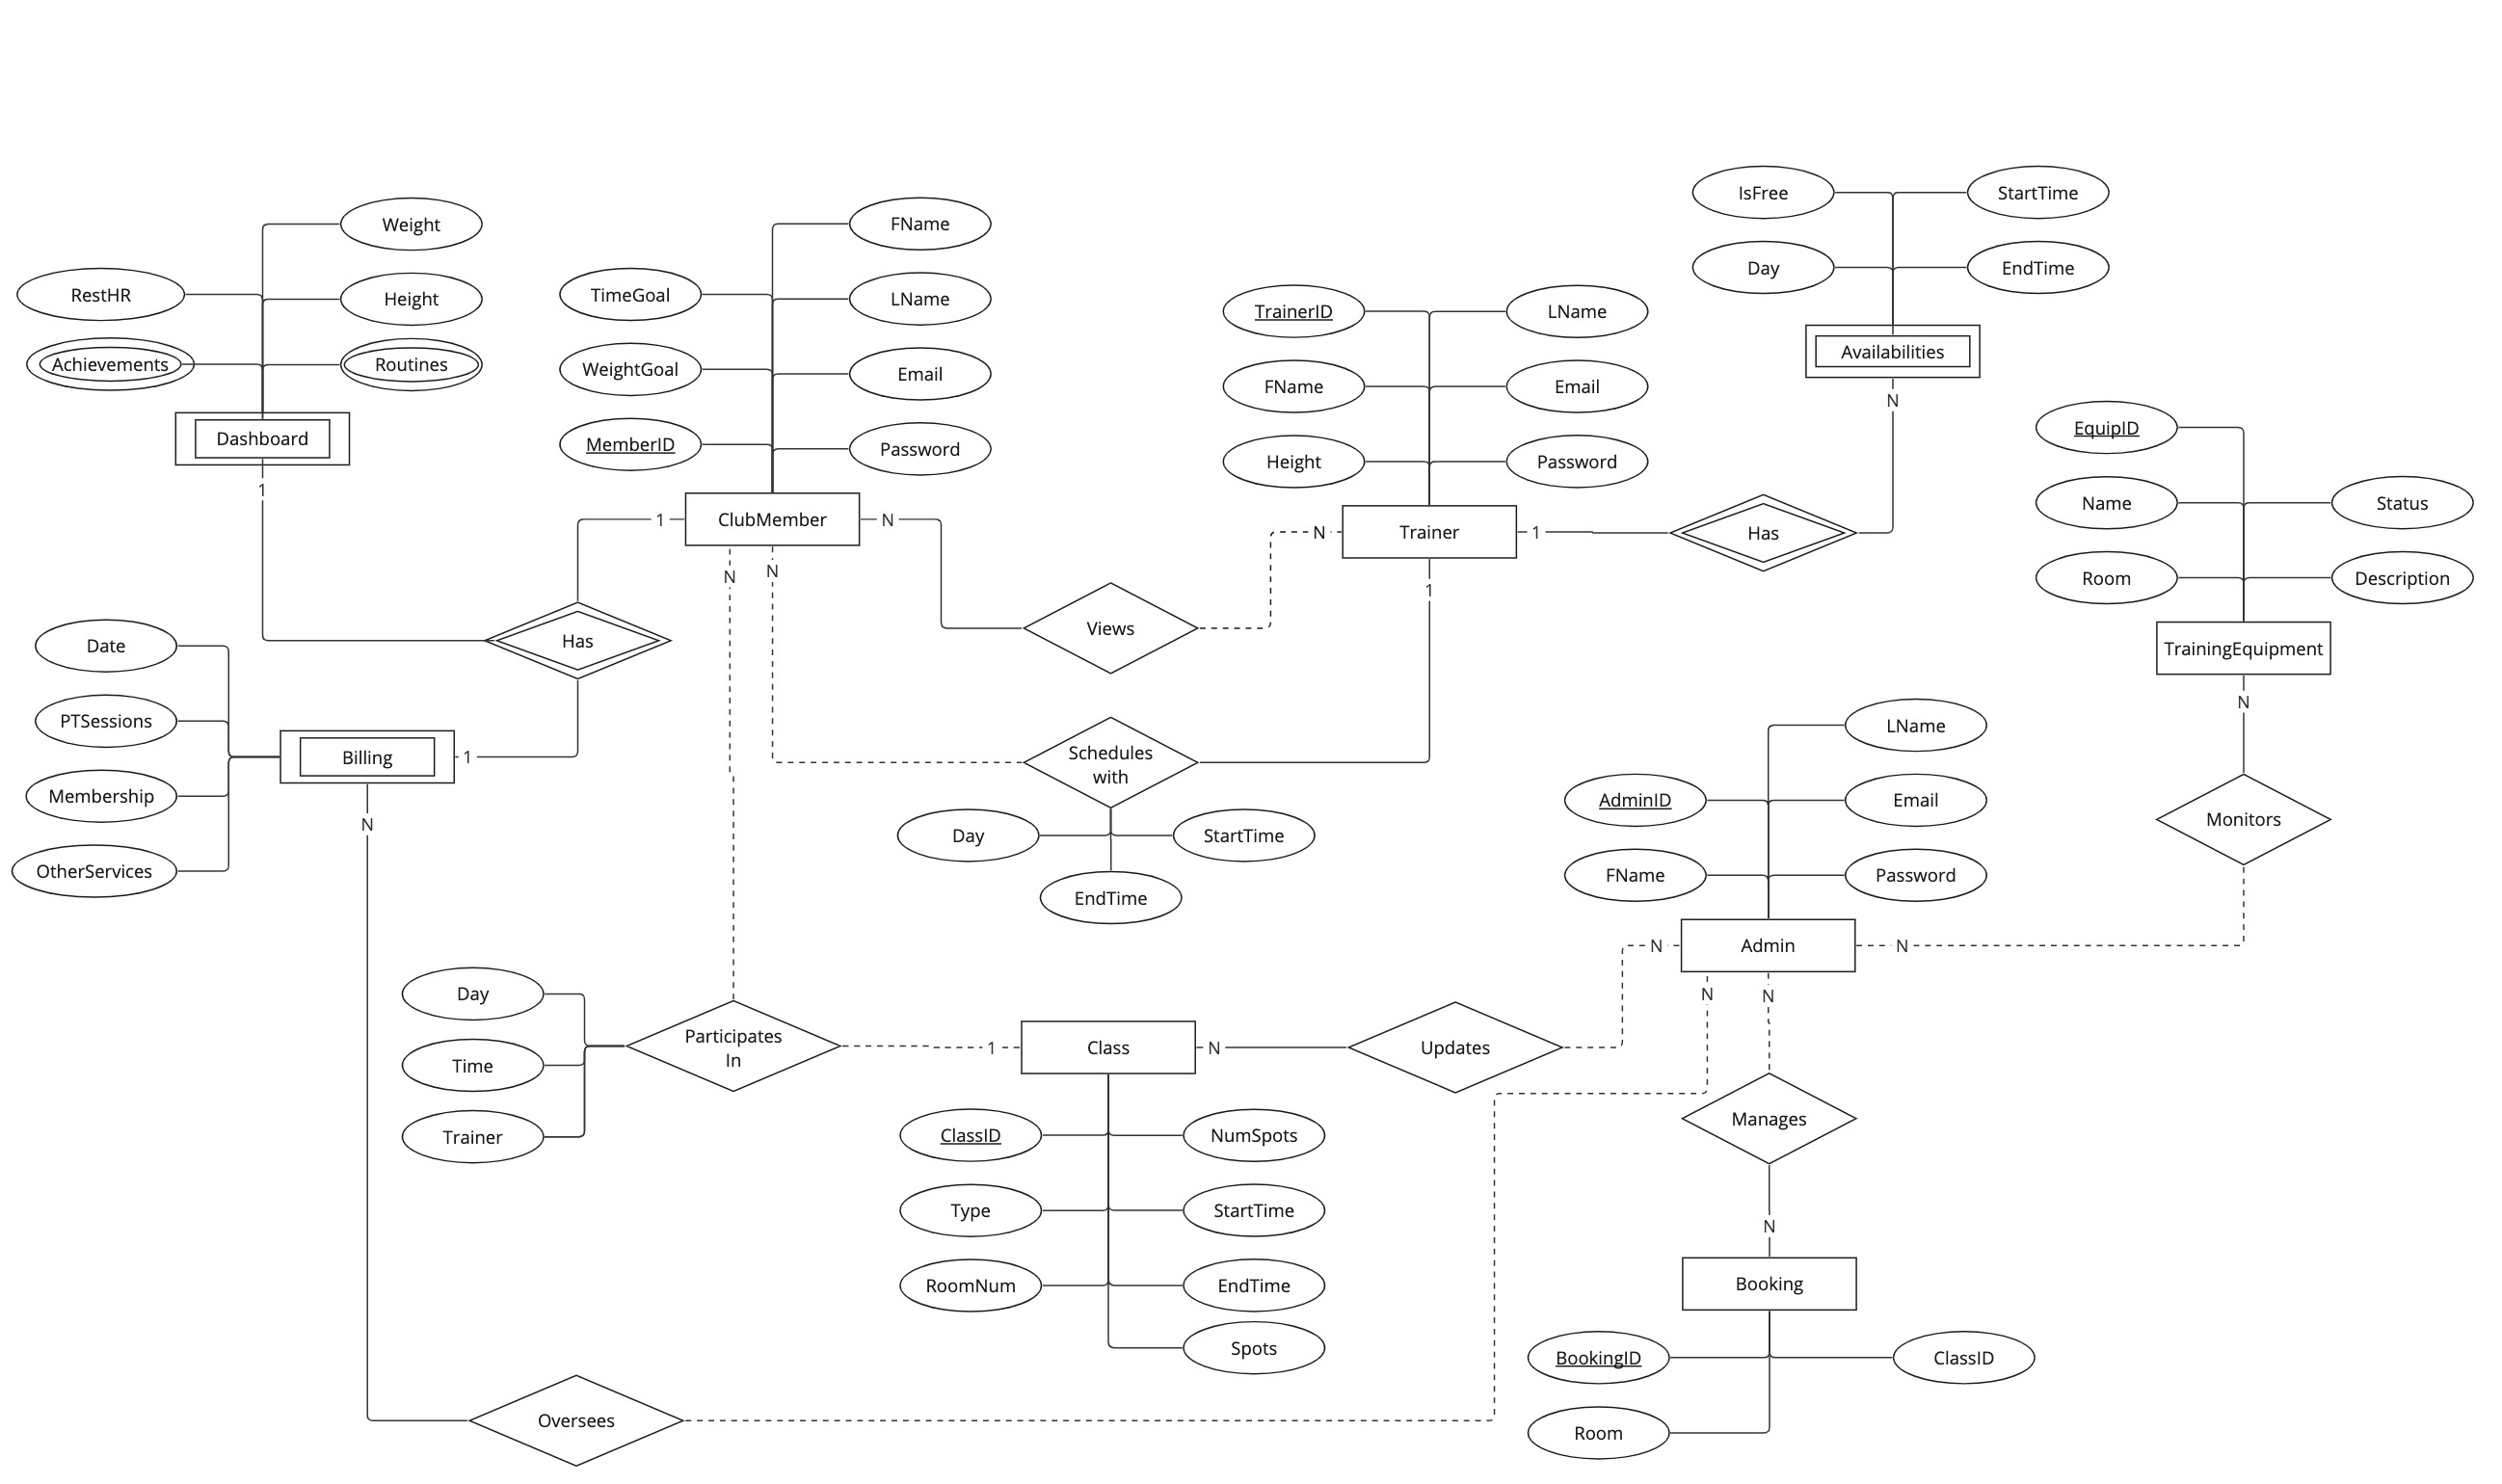 IsFree
StartTime
Weight
FName
Day
EndTime
RestHR
Height
TimeGoal
LName
TrainerID
LName
Availabilities
Achievements
Routines
WeightGoal
Email
FName
Email
N
Dashboard
MemberID
Password
Height
Password
EquipID
1
Name
Status
1
ClubMember
N
N
Trainer
1
Has
N
N
1
Room
Description
Views
Has
Date
TrainingEquipment
N
PTSessions
LName
Schedules
with
Billing
1
Membership
AdminID
Email
Monitors
N
Day
StartTime
OtherServices
FName
Password
EndTime
N
Admin
N
Day
N
N
Participates
In
1
Class
N
Updates
Time
Manages
Trainer
ClassID
NumSpots
Type
StartTime
N
RoomNum
EndTime
Booking
Spots
BookingID
ClassID
Oversees
Room